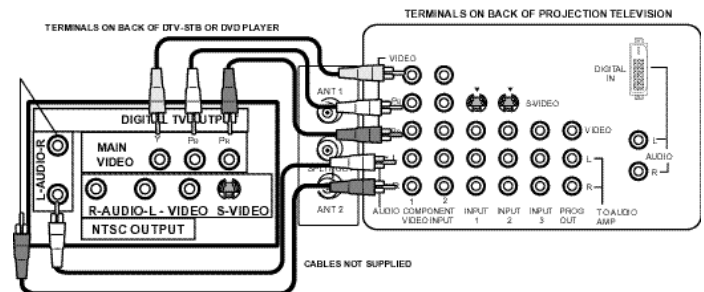 TERMINALS ON BACK OF PROJECTION TELEVISION
TERMINALS ON BACK OF DTV-STB OR DVD PLAYER
VIDEO
DIGITAL
IN
ANT 1
S-VIDEO
DIGITAL TV OUTPUT
Y PR PR
MAIN
VIDEO
L-AUDIO-R
VIDEO
L
AUDIO
R
L
R
R-AUDIO-L - VIDEO S-VIDEO
NTSC OUTPUT
ANT 2
AUDIO
1 2
COMPONENT
VIDEO INPUT
INPUT
1
INPUT
2
INPUT
3
PROG
OUT
TO AUDIO
AMP
CABLES NOT SUPPLIED